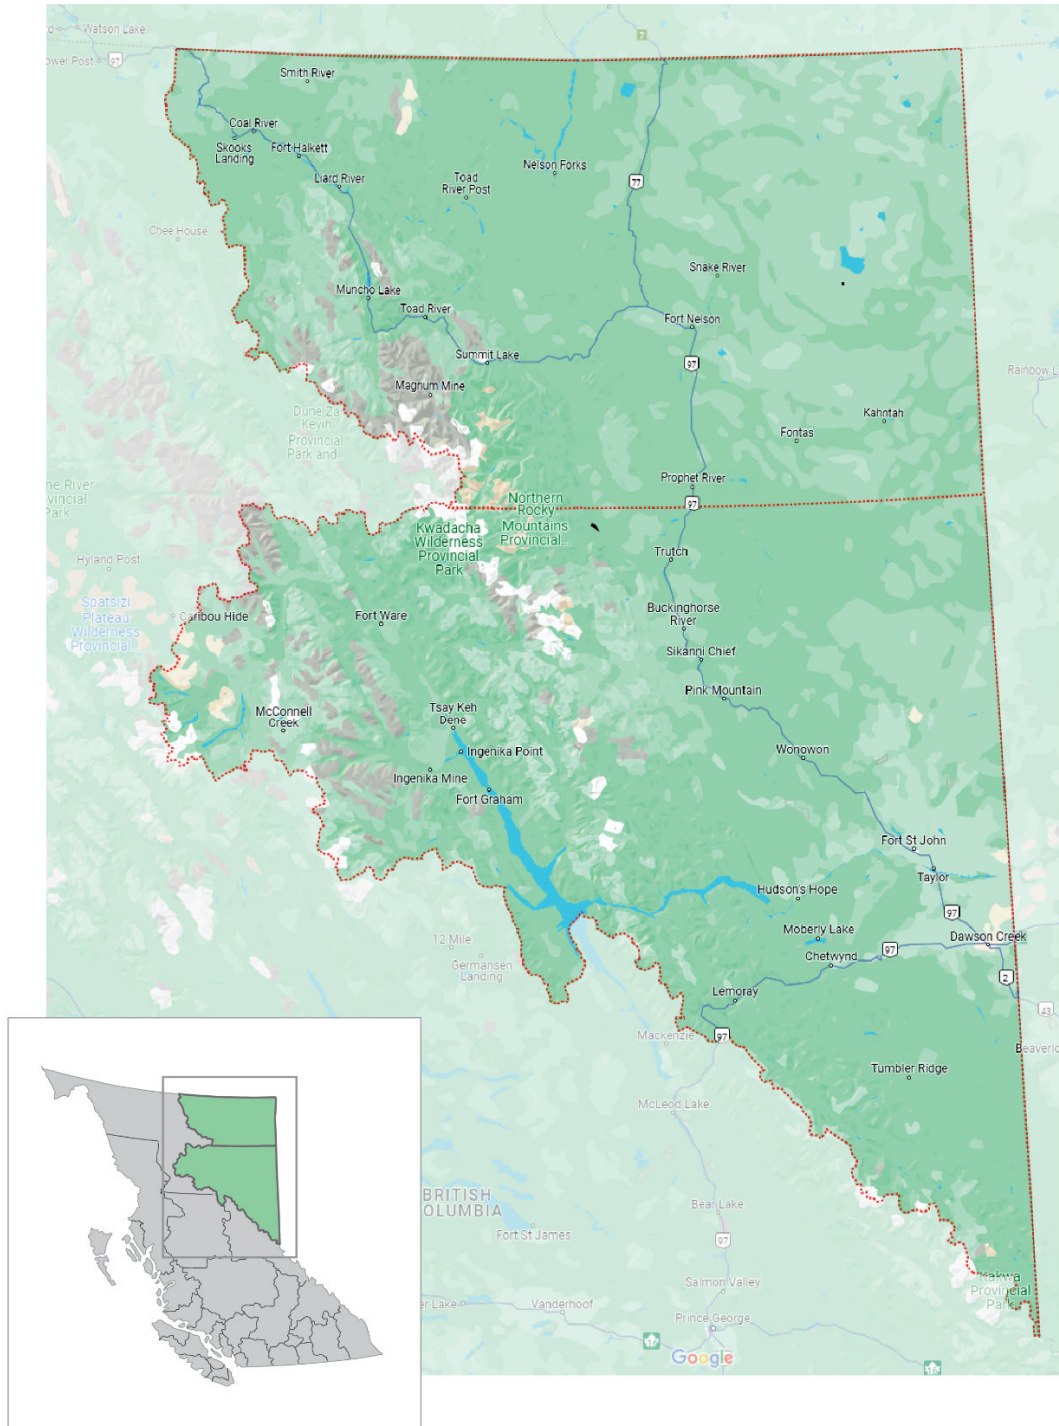 Watson Lake
7
97
Smith River
Coal River
Skooks
Landing
Fort Halkett
Nelson Forks
Liard River
Toad
River Post
77
Chee House
Snake River
Muncho Lake
Toad River
Fort Nelson
Summit Lake
97
Rainbow L
Magnum Mine
Dune Za
Keyih
Provincial
Park and
Kahntah
Fontas
Prophet River
97
ne River
vincial
Park
Northern
Rocky
Mountains
Provincial...
Kwadacha
Wilderness
Provincial
Park
Trutch
Hyland Post
Spatsizi
Plateau
Wilderness
Provincial...
Caribou Hide
Fort Ware
Buckinghorse
River
Sikanni Chief
Pink Mountain
McConnell
Creek
Tsay Keh
Dene
Ingenika Point
Wonowon
Ingenika Mine
Fort Graham
Fort St John
Taylor
Hudson's Hope
97
Moberly Lake
Dawson Creek
12 Mile
97
Chetwynd
Germansen
Landing
2
Lemoray
43
Mackenzie
97
Beaverlo
Tumbler Ridge
McLeod Lake
BRITISH
OLUMBIA
Bear Lake
Fort St James
97
Kakwa
Provincial
Park
Salmon Valley
er Lake
Vanderhoof
Prince George
16
Google
16